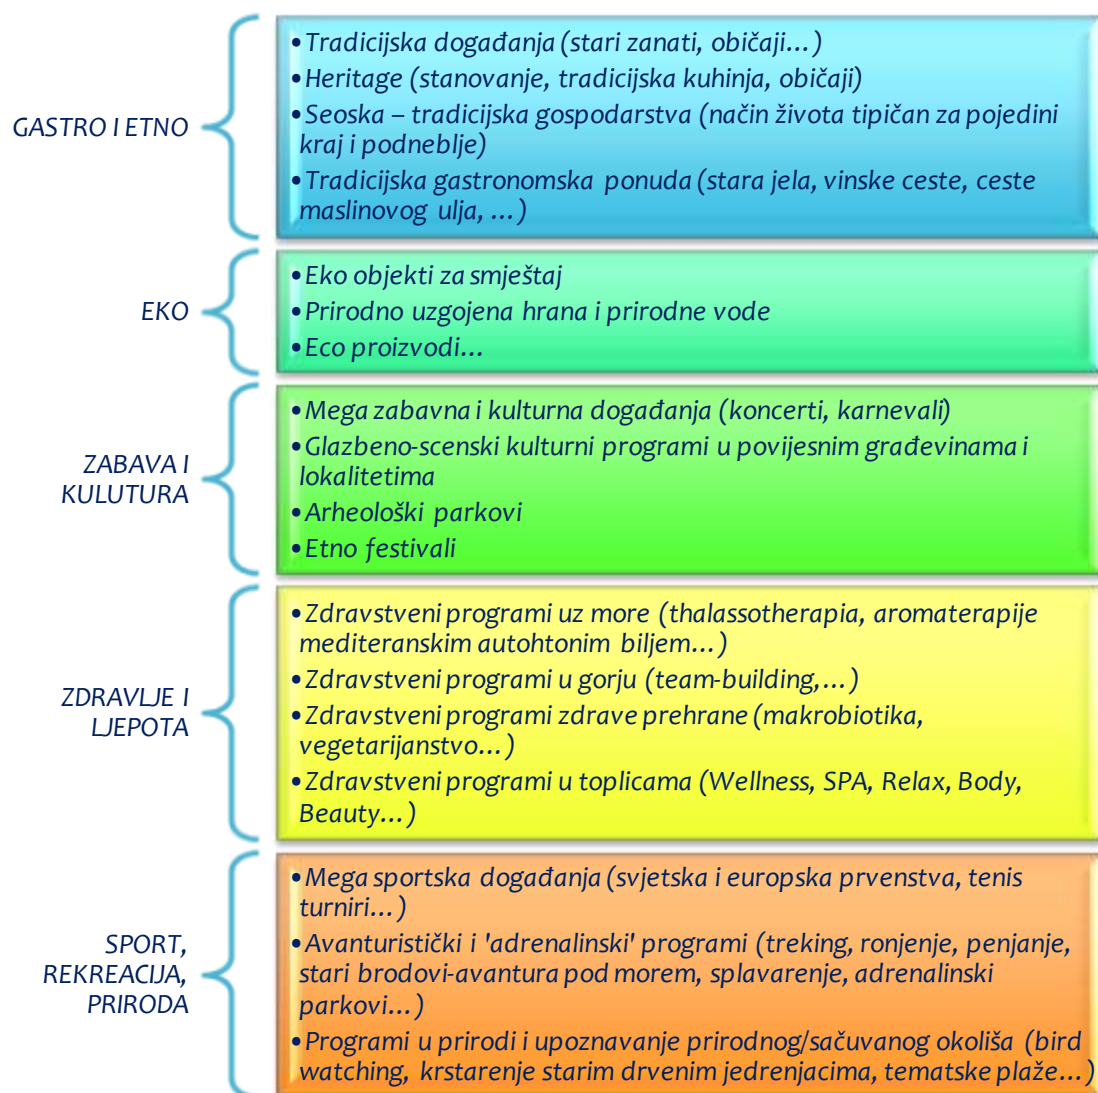 GASTRO I ETNO
•Tradicijska događanja (stari zanati, običaji...)
•Heritage (stanovanje, tradicijska kuhinja, običaji)
•Seoska – tradicijska gospodarstva (način života tipičan za pojedini
kraj i podneblje)
•Tradicijska gastronomska ponuda (stara jela, vinske ceste, ceste
maslinovog ulja, ...)
EKO
•Eko objekti za smještaj
•Prirodno uzgojena hrana i prirodne vode
•Eco proizvodi...
ZABAVA I
KULUTURA
•Mega zabavna i kulturna događanja (koncerti, karnevali)
•Glazbeno-scenski kulturni programi u povijesnim građevinama i
lokalitetima
•Arheološki parkovi
•Etno festivali
ZDRAVLJE I
LJEPOTA
•Zdravstveni programi uz more (thalassotherapia, aromaterapije
mediteranskim autohtonim biljem...)
•Zdravstveni programi u gorju (team-building,...)
•Zdravstveni programi zdrave prehrane (makrobiotika,
vegetarijanstvo...)
•Zdravstveni programi u toplicama (Wellness, SPA, Relax, Body,
Beauty...)
SPORT,
REKREACIJA,
PRIRODA
•Mega sportska događanja (svjetska i europska prvenstva, tenis
turniri...)
•Avanturistički i 'adrenalinski' programi (treking, ronjenje, penjanje,
stari brodovi-avantura pod morem, splavarenje, adrenalinski
parkovi...)
•Programi u prirodi i upoznavanje prirodnog/sačuvanog okoliša (bird
watching, krstarenje starim drvenim jedrenjacima, tematske plaže...)